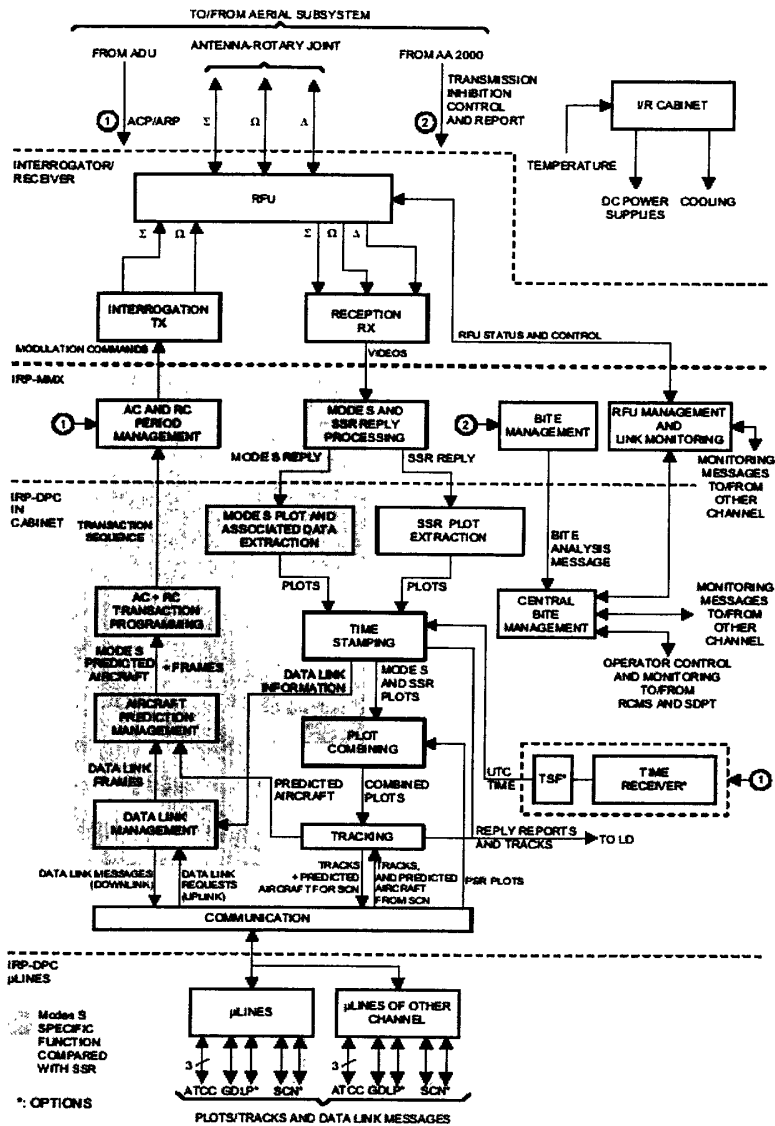 TO/FROM AERIAL SUBSYSTEM
FROM ADU
ANTENNA-ROTARY JOINT
FROM AA 2000
1
ACP/ARP
Σ
Ω
Δ
2
TRANSMISSION
INHIBITION
CONTROL
AND REPORT
I/R CABINET
TEMPERATURE
DC POWER
SUPPLIES
COOLING
INTERROGATOR/
RECEIVER
RFU
Σ
Ω
Σ
Ω
Δ
INTERROGATION
TX
RECEPTION
RX
MODULATION COMMANDS
VIDEOS
RFU STATUS AND CONTROL
IRP-MMX
1
AC AND RC
PERIOD
MANAGEMENT
MODE S AND
SSR REPLY
PROCESSING
2
BITE
MANAGEMENT
RFU MANAGEMENT
AND
LINK MONITORING
MODE S REPLY
SSR REPLY
MONITORING
MESSAGES
TO/FROM
OTHER
CHANNEL
IRP-DPC
IN
CABINET
TRANSACTION
SEQUENCE
MODE S PLOT AND
ASSOCIATED DATA
EXTRACTION
SSR PLOT
EXTRACTION
BITE
ANALYSIS
MESSAGE
PLOTS
PLOTS
AC + RC
TRANSACTION
PROGRAMMING
TIME
STAMPING
CENTRAL
BITE
MANAGEMENT
MONITORING
MESSAGES
TO/FROM
OTHER
CHANNEL
MODE S
PREDICTED
AIRCRAFT
+ FRAMES
DATA LINK
INFORMATION
MODE S
AND SSR
PLOTS
OPERATOR CONTROL
AND MONITORING
TO/FROM
RCMS AND SDPT
AIRCRAFT
PREDICTION
MANAGEMENT
PLOT
COMBINING
DATA LINK
FRAMES
PREDICTED
AIRCRAFT
COMBINED
PLOTS
UTC
TIME
TSF*
TIME
RECEIVER*
1
DATA LINK
MANAGEMENT
TRACKING
REPLY REPORTS
AND TRACKS
TO LD
DATA LINK MESSAGES
(DOWNLINK)
DATA LINK
REQUESTS
(UPLINK)
TRACKS
+ PREDICTED
AIRCRAFT FOR SCN
TRACKS,
AND PREDICTED
AIRCRAFT
FROM SCN
PSR PLOTS
COMMUNICATION
IRP-DPC
µLINES
µLINES
µLINES OF OTHER
CHANNEL
Mode S
SPECIFIC
FUNCTION
COMPARED
WITH SSR
3
3
ATCC GDLP* SCN*
ATCC GDLP* SCN*
*: OPTIONS
PLOTS/TRACKS AND DATA LINK MESSAGES